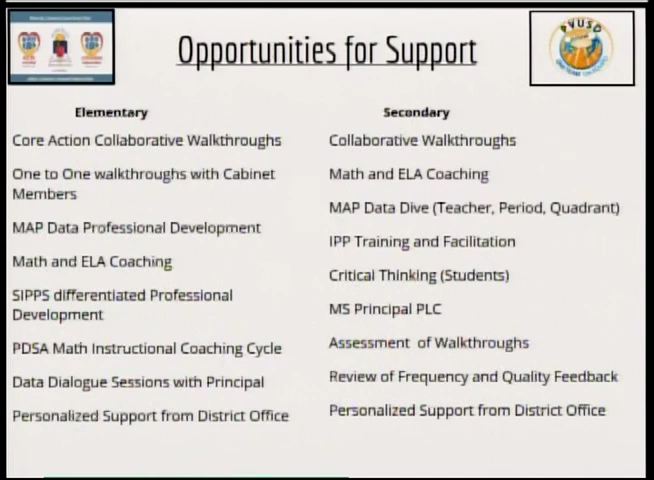 Opportunities for Support
PVUSD
Elementary
Core Action Collaborative Walkthroughs
One to One walkthroughs with Cabinet
Members
MAP Data Professional Development
Math and ELA Coaching
SIPPS differentiated Professional
Development
PDSA Math Instructional Coaching Cycle
Data Dialogue Sessions with Principal
Personalized Support from District Office
Secondary
Collaborative Walkthroughs
Math and ELA Coaching
MAP Data Dive (Teacher, Period, Quadrant)
IPP Training and Facilitation
Critical Thinking (Students)
MS Principal PLC
Assessment of Walkthroughs
Review of Frequency and Quality Feedback
Personalized Support from District Office